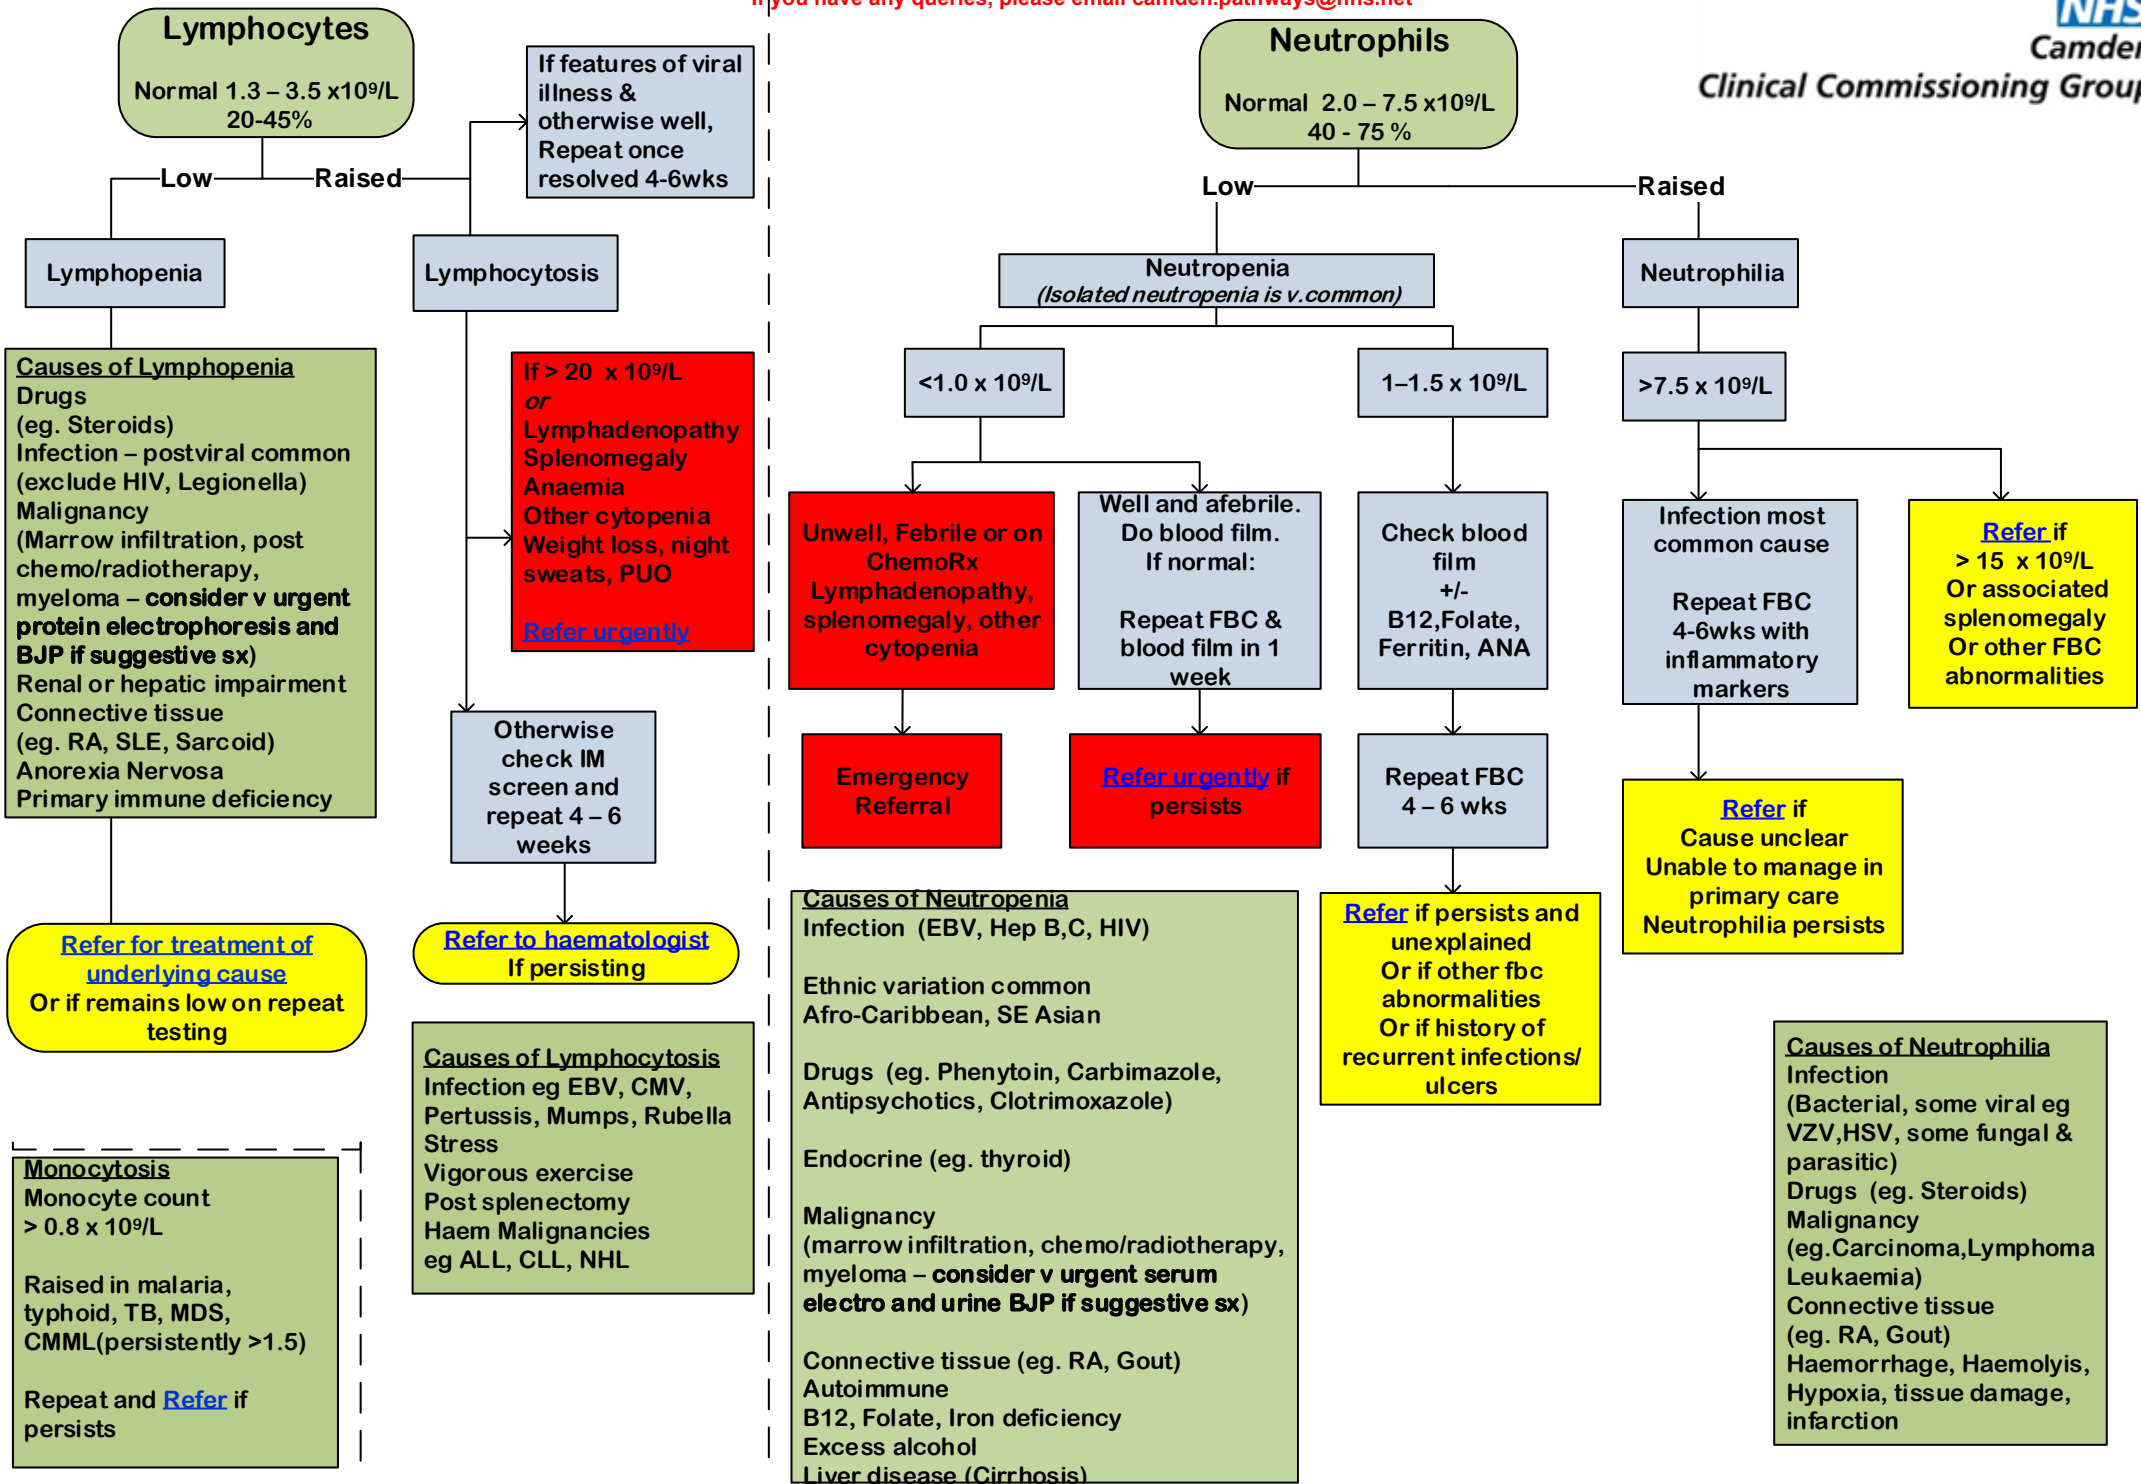 If you have any queries, please email camden.pathways@nhs.net
NHS
Camden
Clinical Commissioning Group
Lymphocytes
Normal 1.3 – 3.5 x10⁹/L
20-45%
Low
Raised
If features of viral
illness &
otherwise well,
Repeat once
resolved 4-6wks
Lymphopenia
Lymphocytosis
Causes of Lymphopenia
Drugs
(eg. Steroids)
Infection – postviral common
(exclude HIV, Legionella)
Malignancy
(Marrow infiltration, post
chemo/radiotherapy,
myeloma – consider v urgent
protein electrophoresis and
BJP if suggestive sx)
Renal or hepatic impairment
Connective tissue
(eg. RA, SLE, Sarcoid)
Anorexia Nervosa
Primary immune deficiency
If > 20 x 10⁹/L
or
Lymphadenopathy
Splenomegaly
Anaemia
Other cytopenia
Weight loss, night
sweats, PUO
Refer urgently
Otherwise
check IM
screen and
repeat 4 – 6
weeks
Refer for treatment of
underlying cause
Or if remains low on repeat
testing
Refer to haematologist
If persisting
Causes of Lymphocytosis
Infection eg EBV, CMV,
Pertussis, Mumps, Rubella
Stress
Vigorous exercise
Post splenectomy
Haem Malignancies
eg ALL, CLL, NHL
Monocytosis
Monocyte count
> 0.8 x 10⁹/L
Raised in malaria,
typhoid, TB, MDS,
CMML(persistently >1.5)
Repeat and Refer if
persists
Neutrophils
Normal 2.0 – 7.5 x10⁹/L
40 - 75 %
Low
Raised
Neutropenia
(Isolated neutropenia is v.common)
Neutrophilia
<1.0 x 10⁹/L
1–1.5 x 10⁹/L
>7.5 x 10⁹/L
Unwell, Febrile or on
ChemoRx
Lymphadenopathy,
splenomegaly, other
cytopenia
Well and afebrile.
Do blood film.
If normal:
Repeat FBC &
blood film in 1
week
Check blood
film
+/-
B12,Folate,
Ferritin, ANA
Infection most
common cause
Repeat FBC
4-6wks with
inflammatory
markers
Refer if
> 15 x 10⁹/L
Or associated
splenomegaly
Or other FBC
abnormalities
Emergency
Referral
Refer urgently if
persists
Repeat FBC
4 – 6 wks
Refer if
Cause unclear
Unable to manage in
primary care
Neutrophilia persists
Causes of Neutropenia
Infection (EBV, Hep B,C, HIV)
Ethnic variation common
Afro-Caribbean, SE Asian
Drugs (eg. Phenytoin, Carbimazole,
Antipsychotics, Clotrimoxazole)
Endocrine (eg. thyroid)
Malignancy
(marrow infiltration, chemo/radiotherapy,
myeloma – consider v urgent serum
electro and urine BJP if suggestive sx)
Connective tissue (eg. RA, Gout)
Autoimmune
B12, Folate, Iron deficiency
Excess alcohol
Liver disease (Cirrhosis)
Refer if persists and
unexplained
Or if other fbc
abnormalities
Or if history of
recurrent infections/
ulcers
Causes of Neutrophilia
Infection
(Bacterial, some viral eg
VZV,HSV, some fungal &
parasitic)
Drugs (eg. Steroids)
Malignancy
(eg.Carcinoma,Lymphoma
Leukaemia)
Connective tissue
(eg. RA, Gout)
Haemorrhage, Haemolyis,
Hypoxia, tissue damage,
infarction